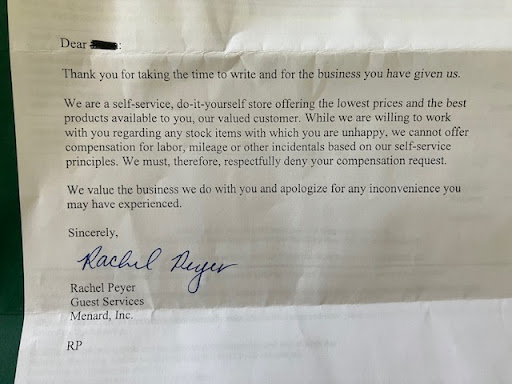 Dear :
Thank you for taking the time to write and for the business you have given us.
We are a self-service, do-it-yourself store offering the lowest prices and the best
products available to you, our valued customer. While we are willing to work
with you regarding any stock items with which you are unhappy, we cannot offer
compensation for labor, mileage or other incidentals based on our self-service
principles. We must, therefore, respectfully deny your compensation request.
We value the business we do with you and apologize for any inconvenience you
may have experienced.
Sincerely,
Rachel Peyer
Rachel Peyer
Guest Services
Menard, Inc.
RP